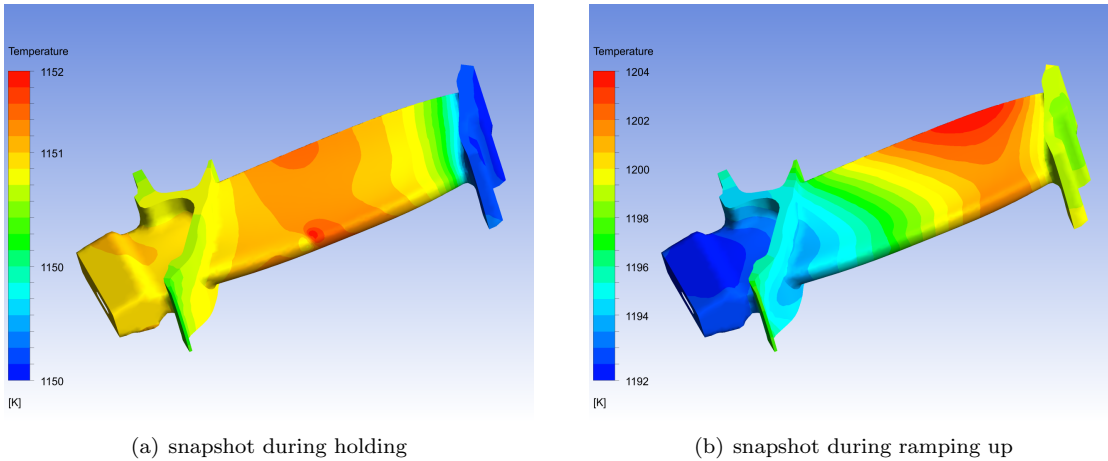 Temperature
1152
1151
1150
1150
[K]
Temperature
1204
1202
1200
1198
1196
1194
1192
[K]
(a) snapshot during holding
(b) snapshot during ramping up